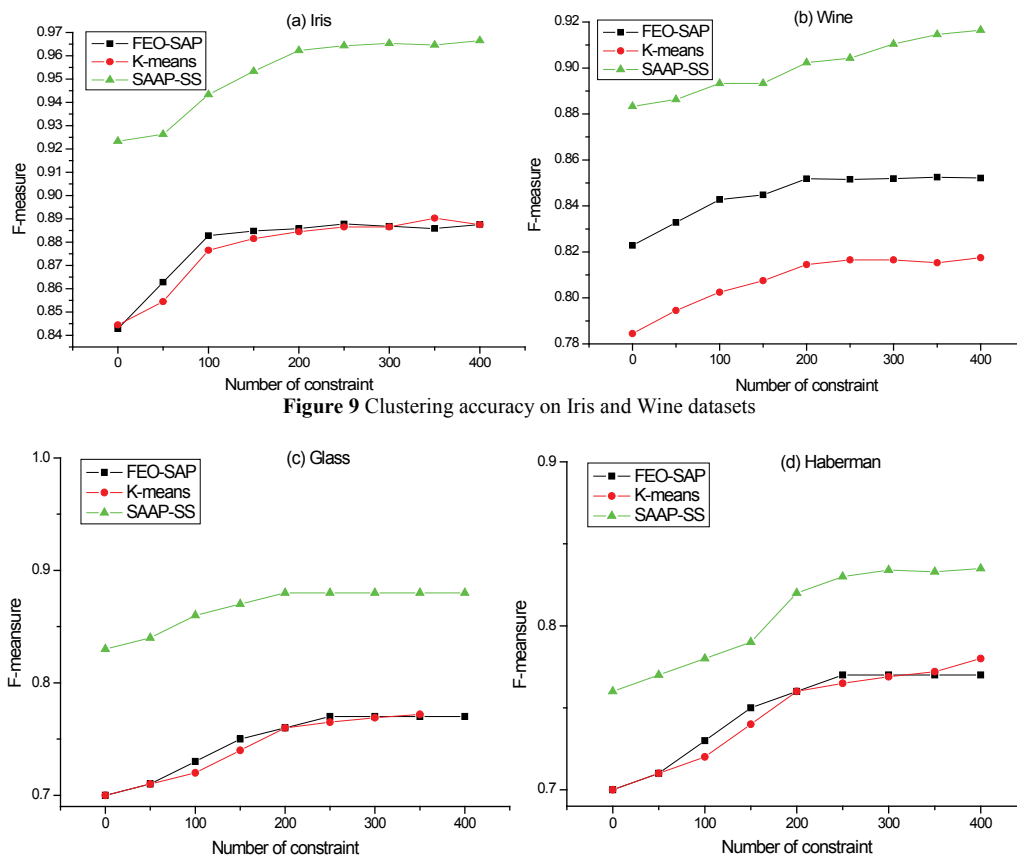 (a) Iris
FEO-SAP
K-means
SAAP-SS
0.97
0.96
0.95
0.94
0.93
0.92
0.91
0.90
0.89
0.88
0.87
0.86
0.85
0.84
F-measure
0 100 200 300 400
Number of constraint
(b) Wine
FEO-SAP
K-means
SAAP-SS
0.92
0.90
0.88
0.86
0.84
0.82
0.80
0.78
F-measure
0 100 200 300 400
Number of constraint
Figure 9 Clustering accuracy on Iris and Wine datasets
(c) Glass
FEO-SAP
K-means
SAAP-SS
1.0
0.9
0.8
0.7
F-meansure
0 100 200 300 400
Number of constraint
(d) Haberman
FEO-SAP
K-means
SAAP-SS
0.9
0.8
0.7
F-meansure
0 100 200 300 400
Number of constraint